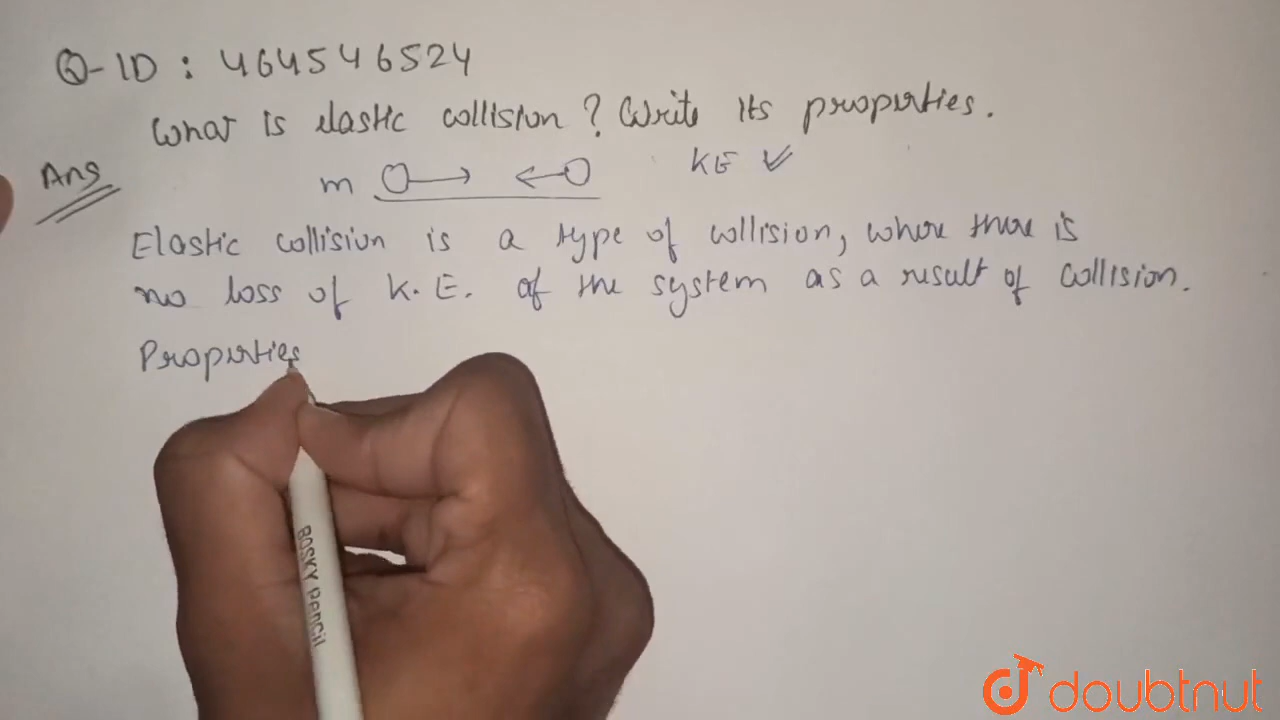 Q-ID : 464546524
What is elastic collision? Write its properties.
Ans
m
KE
Elastic collision is a type of collision, where there is
no loss of K.E. of the system as a result of collision.
Properties
BOSKY Pencil
doubtnut